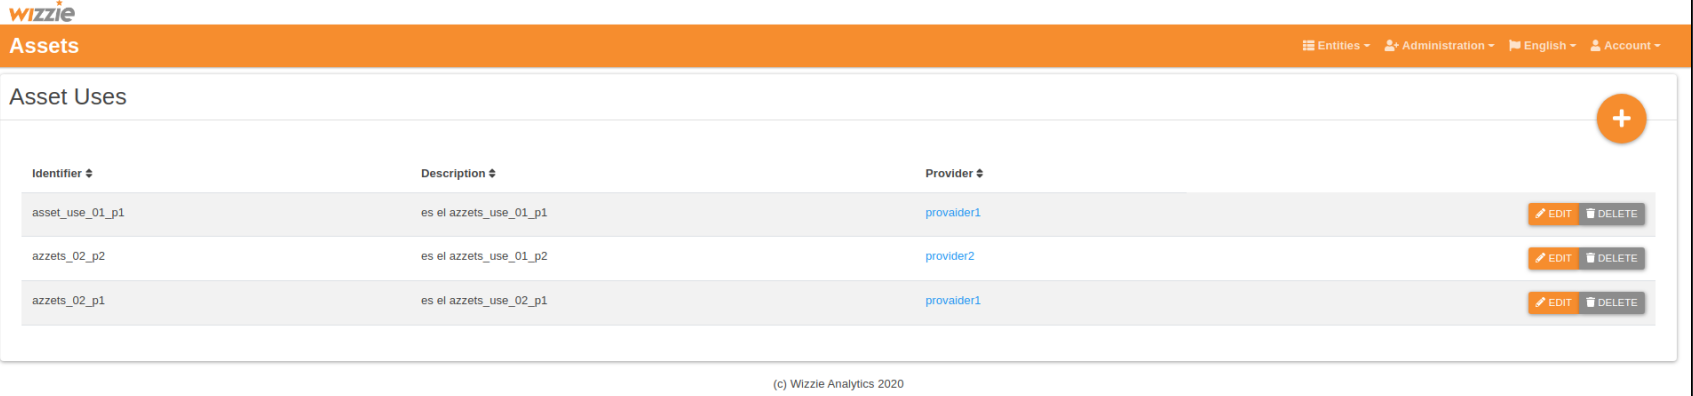 wizzie
Assets Entities Administration English Account
Asset Uses
Identifier Description Provider
asset_use_01_p1 es el azzets_use_01_p1 provaider1 EDIT DELETE
azzets_02_p2 es el azzets_use_01_p2 provider2 EDIT DELETE
azzets_02_p1 es el azzets_use_02_p1 provaider1 EDIT DELETE
(c) Wizzie Analytics 2020